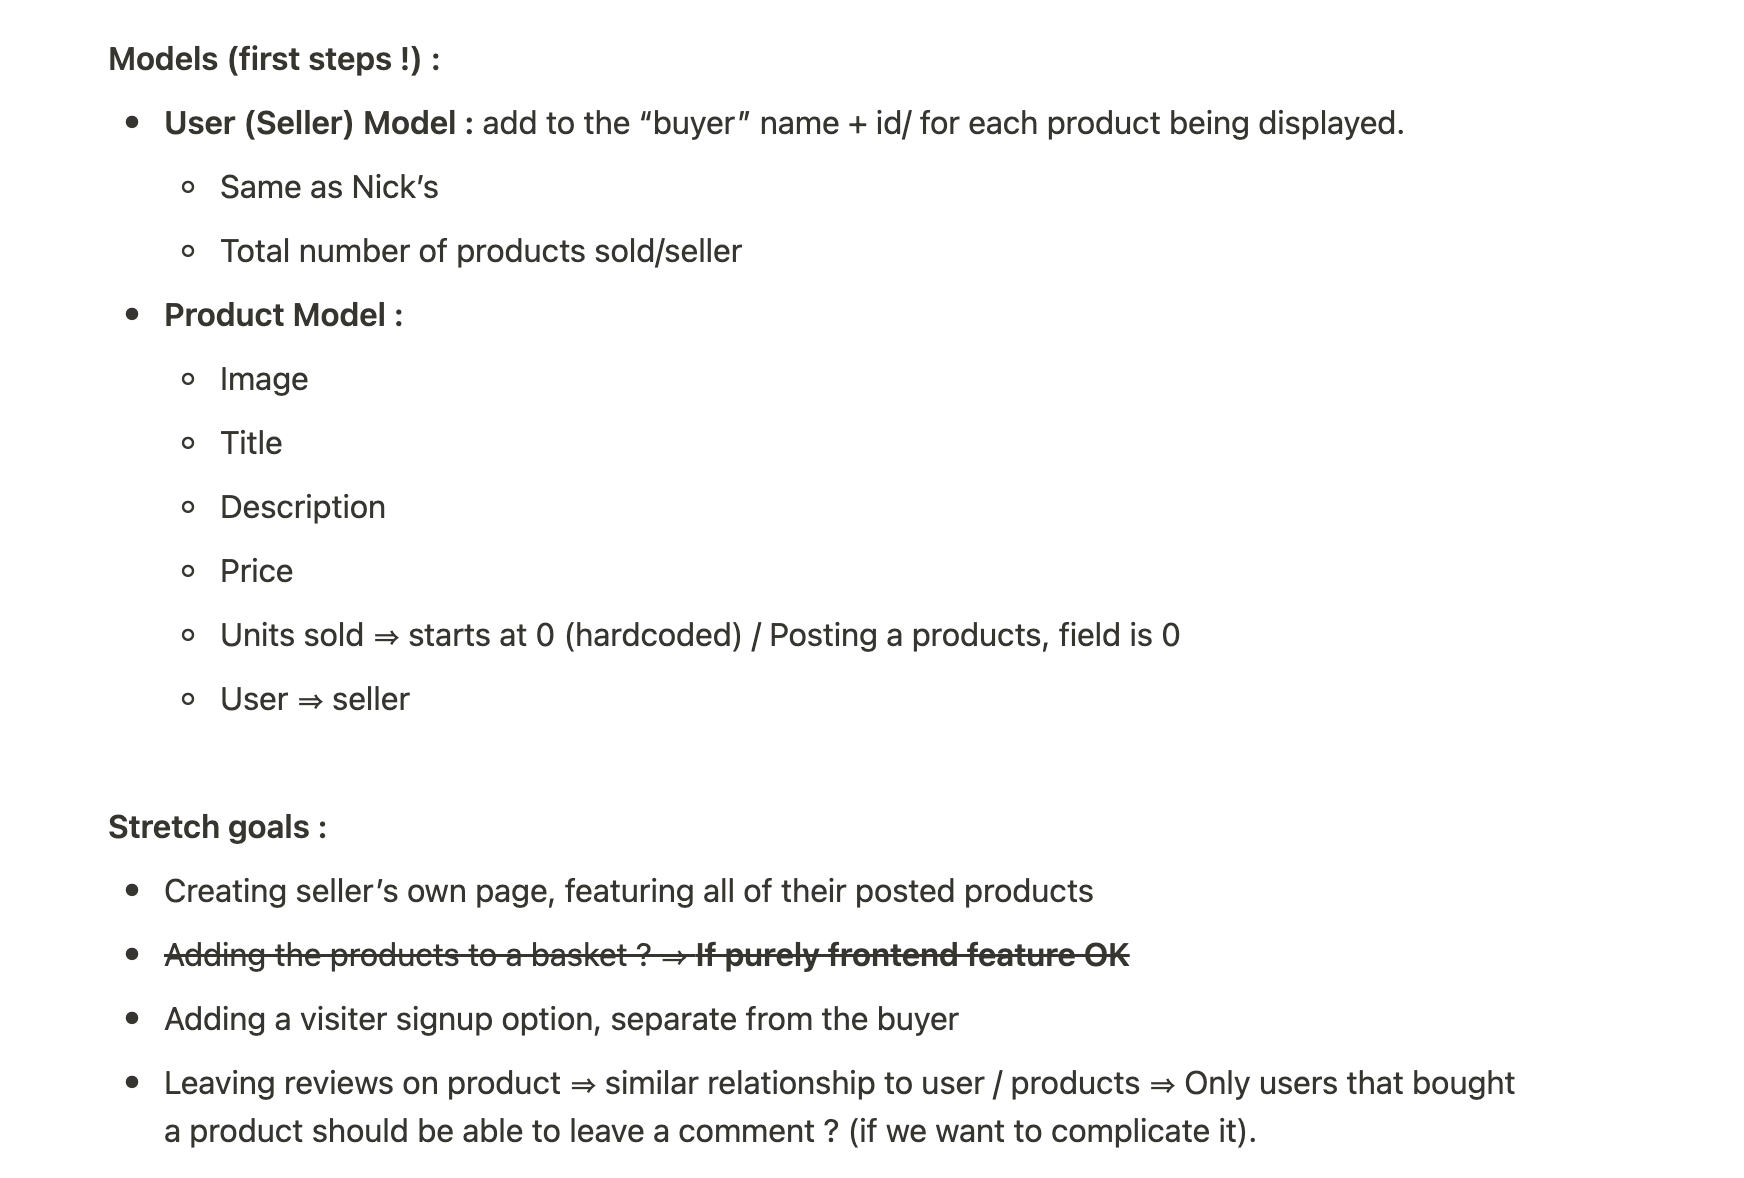 Models (first steps !) :
• User (Seller) Model : add to the “buyer” name + id/ for each product being displayed.
◦ Same as Nick’s
◦ Total number of products sold/seller
• Product Model :
◦ Image
◦ Title
◦ Description
◦ Price
◦ Units sold ⇒ starts at 0 (hardcoded) / Posting a products, field is 0
◦ User ⇒ seller
Stretch goals :
• Creating seller’s own page, featuring all of their posted products
• Adding the products to a basket ? ⇒ If purely frontend feature OK
• Adding a visiter signup option, separate from the buyer
• Leaving reviews on product ⇒ similar relationship to user / products ⇒ Only users that bought
a product should be able to leave a comment ? (if we want to complicate it).